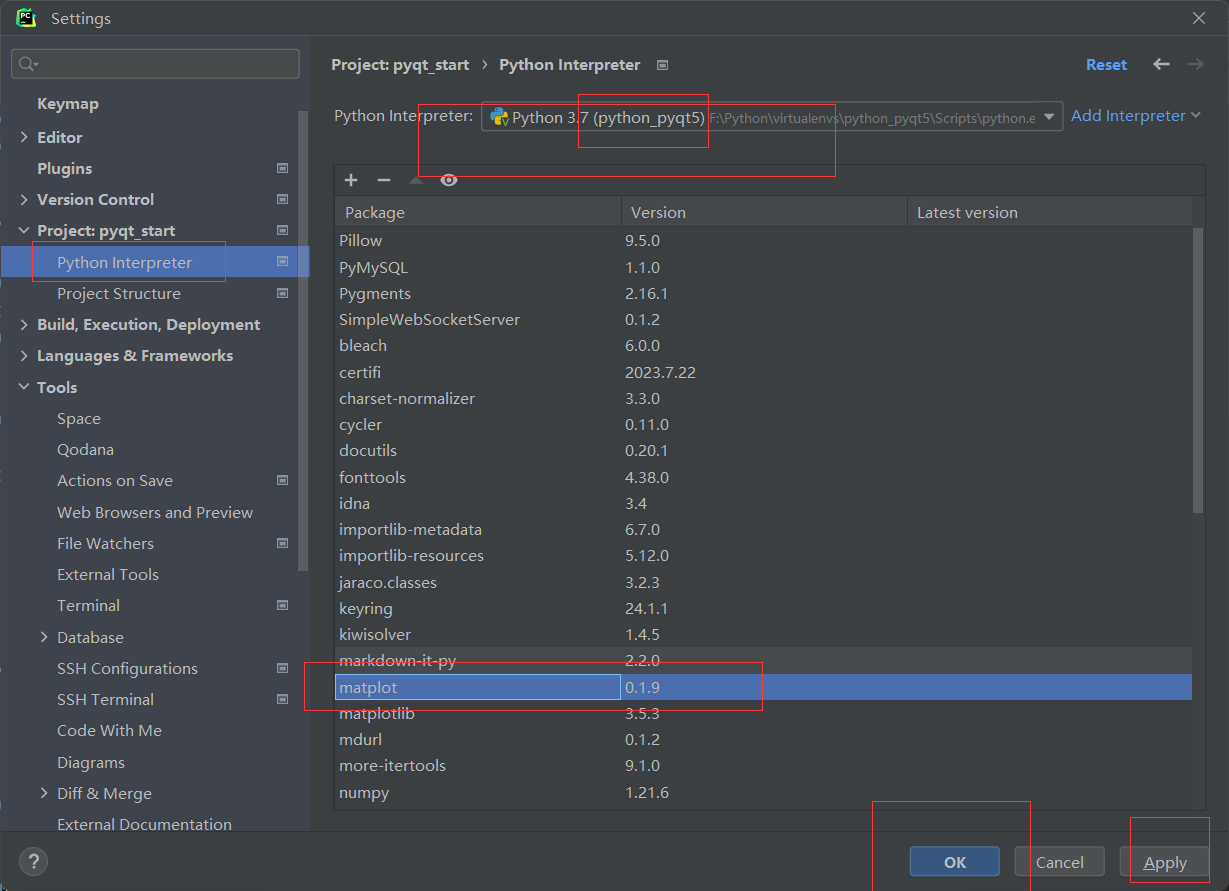 PC
Settings
Keymap
Editor
Plugins
Version Control
Project: pyqt_start
Python Interpreter
Project Structure
Build, Execution, Deployment
Languages & Frameworks
Tools
Space
Qodana
Actions on Save
Web Browsers and Preview
File Watchers
External Tools
Terminal
Database
SSH Configurations
SSH Terminal
Code With Me
Diagrams
Diff & Merge
External Documentation
Project: pyqt_start › Python Interpreter
Reset
Python Interpreter: Python 3.7 (python_pyqt5) F:\Python\virtualenvs\python_pyqt5\Scripts\python.e
Add Interpreter
Package Version Latest version
Pillow 9.5.0
PyMySQL 1.1.0
Pygments 2.16.1
SimpleWebSocketServer 0.1.2
bleach 6.0.0
certifi 2023.7.22
charset-normalizer 3.3.0
cycler 0.11.0
docutils 0.20.1
fonttools 4.38.0
idna 3.4
importlib-metadata 6.7.0
importlib-resources 5.12.0
jaraco.classes 3.2.3
keyring 24.1.1
kiwisolver 1.4.5
markdown-it-py 2.2.0
matplot 0.1.9
matplotlib 3.5.3
mdurl 0.1.2
more-itertools 9.1.0
numpy 1.21.6
?
OK Cancel Apply